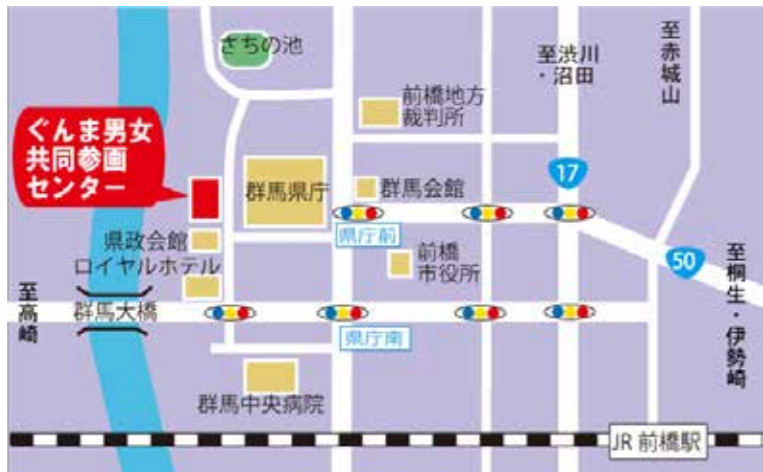 さちの池
至渋川
・沼田
至赤城山
前橋地方
裁判所
ぐんま男女
共同参画
センター
17
群馬県庁
群馬会館
県庁前
県政会館
前橋
市役所
ロイヤルホテル
50
至高崎
群馬大橋
至桐生・伊勢崎
県庁南
群馬中央病院
JR 前橋駅